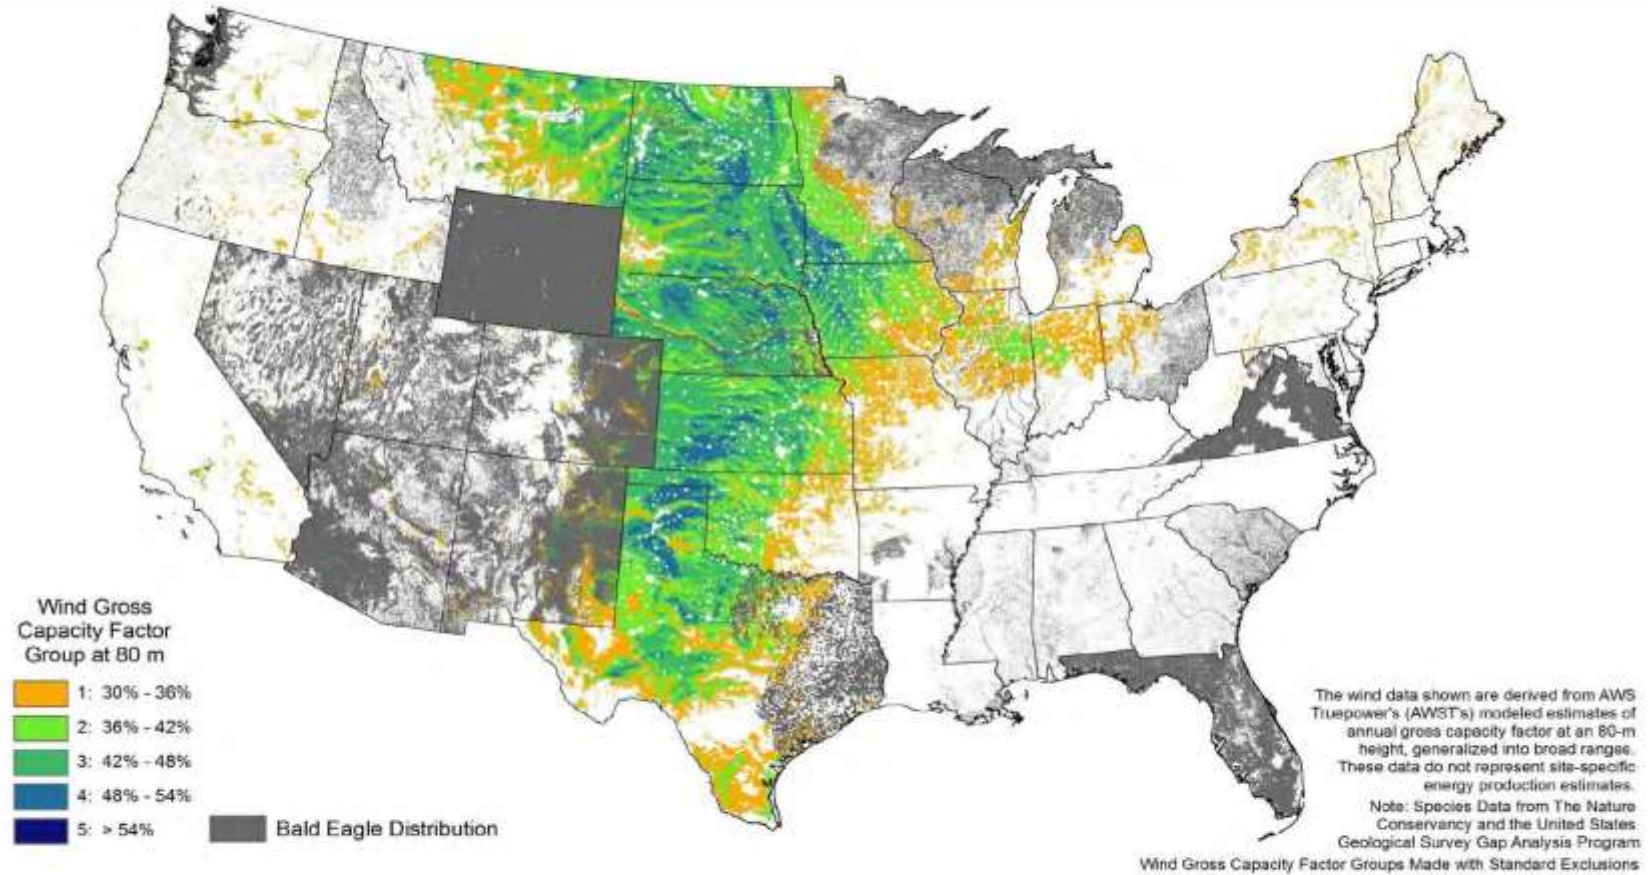 Wind Gross
Capacity Factor
Group at 80 m
1: 30% - 36%
2: 36% - 42%
3: 42% - 48%
4: 48% - 54%
5: > 54%
Bald Eagle Distribution
The wind data shown are derived from AWS
Truepower's (AWST's) modeled estimates of
annual gross capacity factor at an 80-m
height, generalized into broad ranges.
These data do not represent site-specific
energy production estimates.
Note: Species Data from The Nature
Conservancy and the United States
Geological Survey Gap Analysis Program
Wind Gross Capacity Factor Groups Made with Standard Exclusions